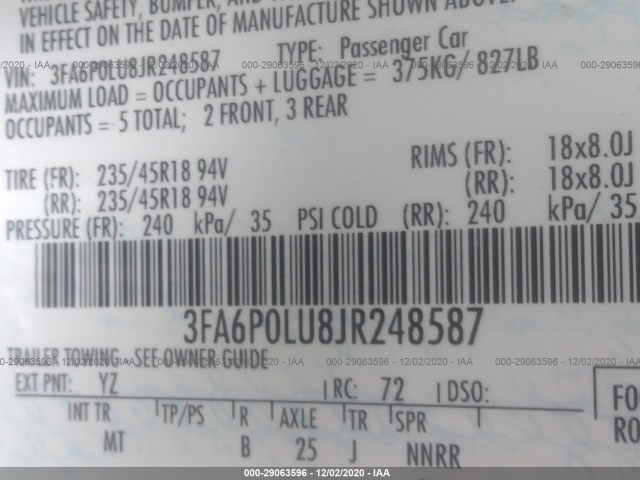 VEHICLE SAFETY, BUMPER, AND
IN EFFECT ON THE DATE OF MANUFACTURE SHOWN ABOVE.
VIN: 3FA6P0LU8JR248587 TYPE: Passenger Car
MAXIMUM LOAD = OCCUPANTS + LUGGAGE = 375KG/ 827LB
OCCUPANTS = 5 TOTAL; 2 FRONT, 3 REAR
TIRE (FR): 235/45R18 94V RIMS (FR): 18x8.0J
(RR): 235/45R18 94V (RR): 18x8.0J
PRESSURE (FR): 240 kPa/ 35 PSI COLD (RR): 240 kPa/ 35
3FA6P0LU8JR248587
TRAILER TOWING - SEE OWNER GUIDE
EXT PNT: YZ RC: 72 DSO:
INT TR TP/PS R AXLE TR SPR
MT B 25 J NNRR
FO
RO
000-29063596 - 12/02/2020 - IAA